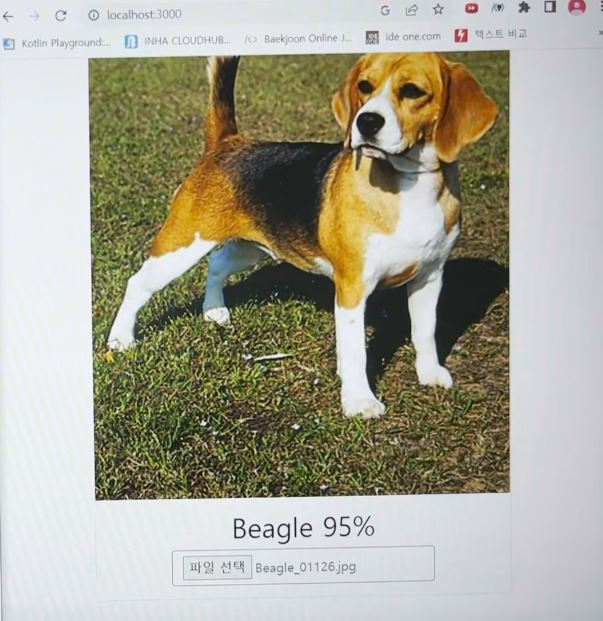 localhost:3000
Kotlin Playground:... INHA CLOUDHUB... </> Baekjoon Online J... ide one.com 텍스트 비교
Beagle 95%
파일 선택 Beagle_01126.jpg